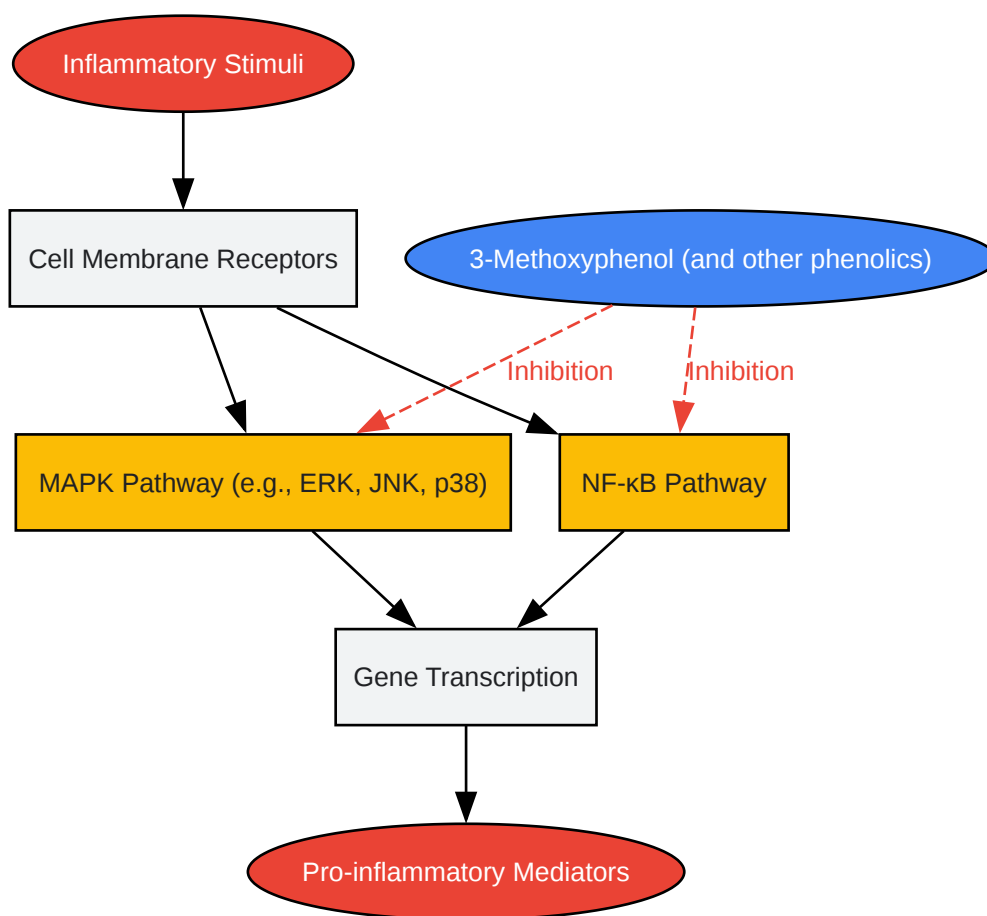 Inflammatory Stimuli
Cell Membrane Receptors
3-Methoxyphenol (and other phenolics)
Inhibition
Inhibition
MAPK Pathway (e.g., ERK, JNK, p38)
NF-κB Pathway
Gene Transcription
Pro-inflammatory Mediators